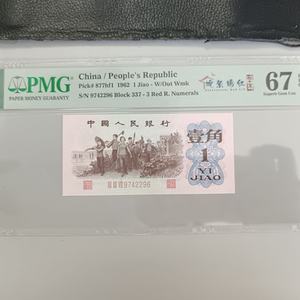 PMG
PAPER MONEY GUARANTY
China / People's Republic
Pick# 877hf1 1962 1 Jiao - W/Out Wmk
S/N 9742296 Block 337 - 3 Red R. Numerals
67
Superb Gem Unc
中国人民银行
壹角
1
YI
JIAO
9742296